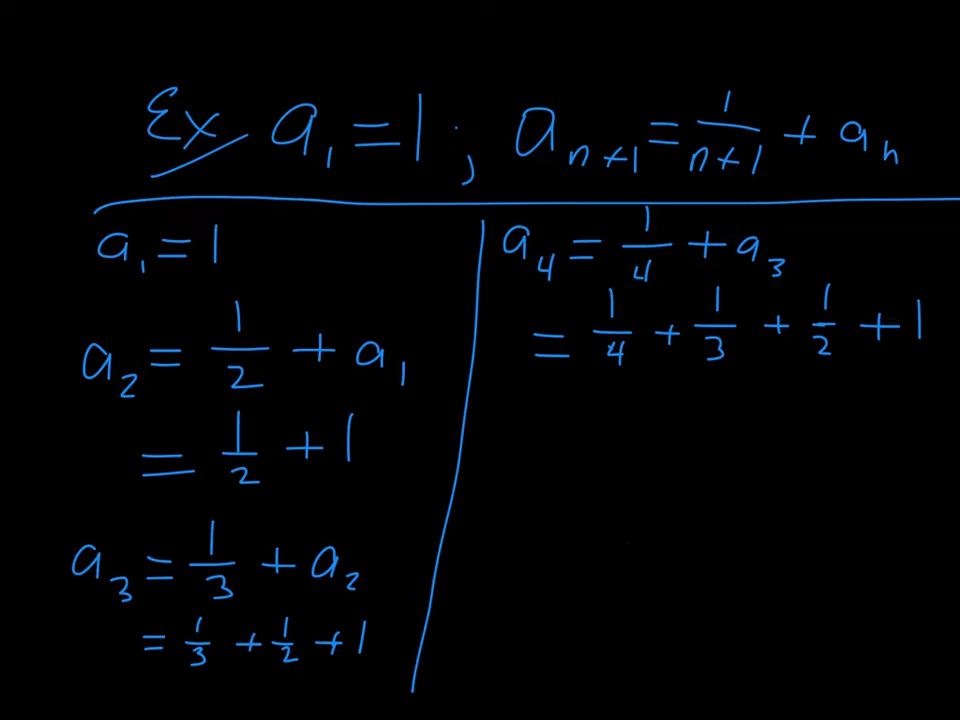 Ex a₁ = 1 ; aₙ₊₁ = 1/(n+1) + aₙ
a₁ = 1
a₂ = 1/2 + a₁
= 1/2 + 1
a₃ = 1/3 + a₂
= 1/3 + 1/2 + 1
a₄ = 1/4 + a₃
= 1/4 + 1/3 + 1/2 + 1